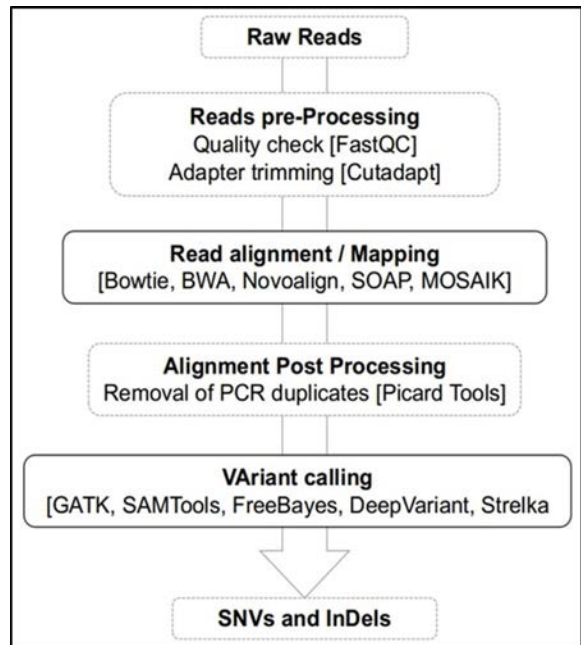 Raw Reads
Reads pre-Processing
Quality check [FastQC]
Adapter trimming [Cutadapt]
Read alignment / Mapping
[Bowtie, BWA, Novoalign, SOAP, MOSAIK]
Alignment Post Processing
Removal of PCR duplicates [Picard Tools]
VAriant calling
[GATK, SAMTools, FreeBayes, DeepVariant, Strelka
SNVs and InDels